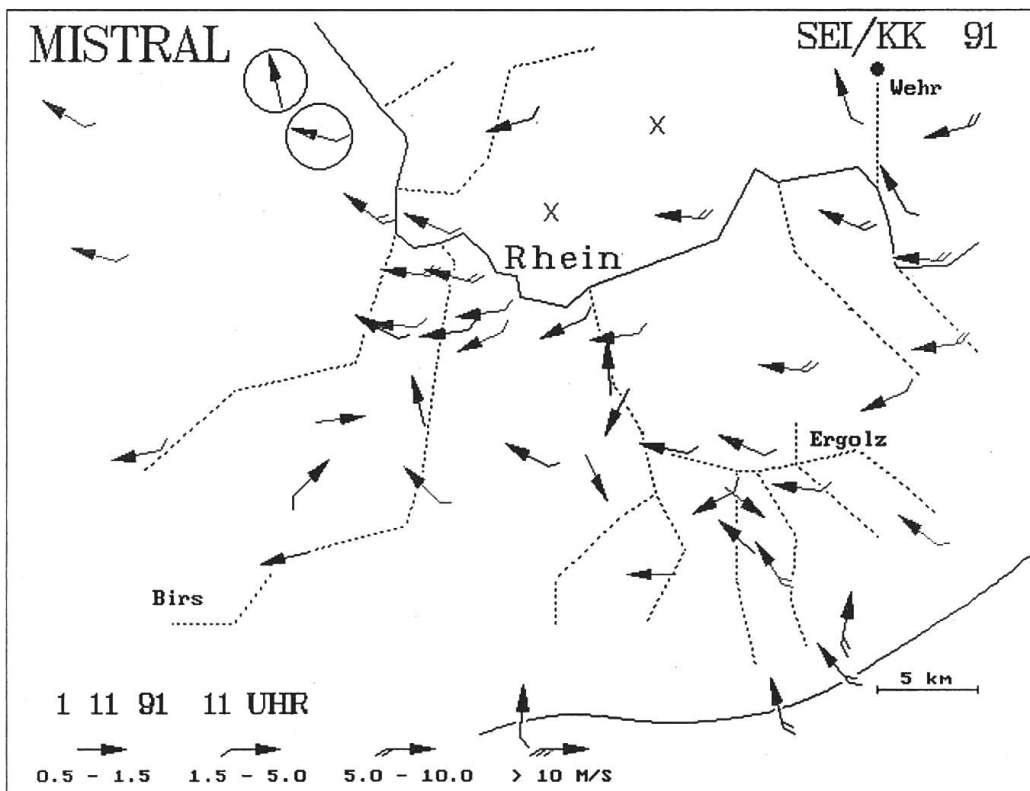 MISTRAL
SEI/KK 91
Wehr
X
X
Rhein
Ergolz
Birs
5 km
1 11 91 11 UHR
0.5 - 1.5 1.5 - 5.0 5.0 - 10.0 > 10 M/S